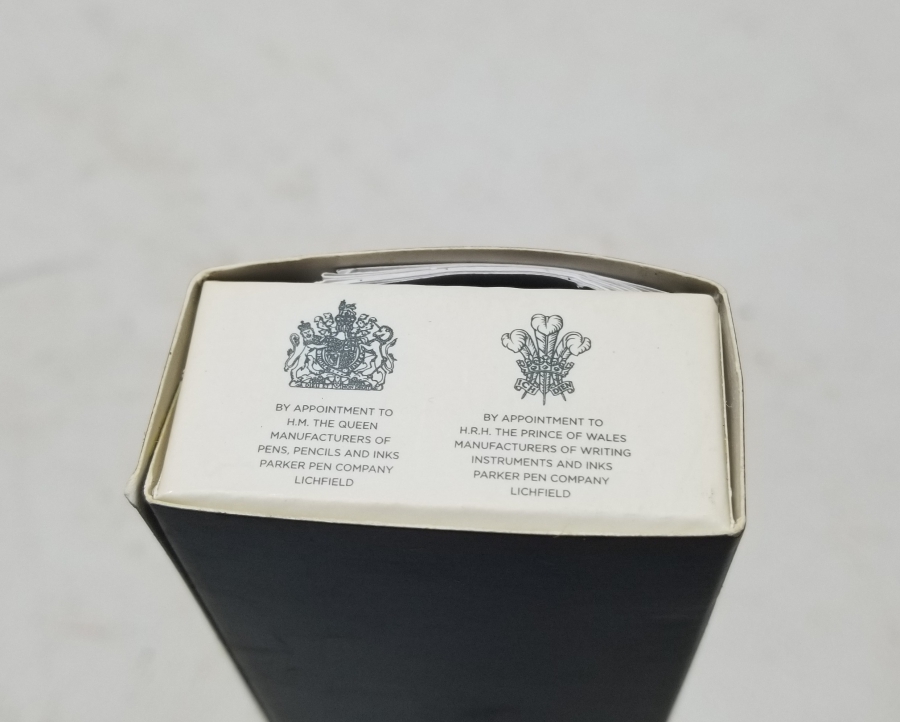 BY APPOINTMENT TO
H.M. THE QUEEN
MANUFACTURERS OF
PENS, PENCILS AND INKS
PARKER PEN COMPANY
LICHFIELD
BY APPOINTMENT TO
H.R.H. THE PRINCE OF WALES
MANUFACTURERS OF WRITING
INSTRUMENTS AND INKS
PARKER PEN COMPANY
LICHFIELD